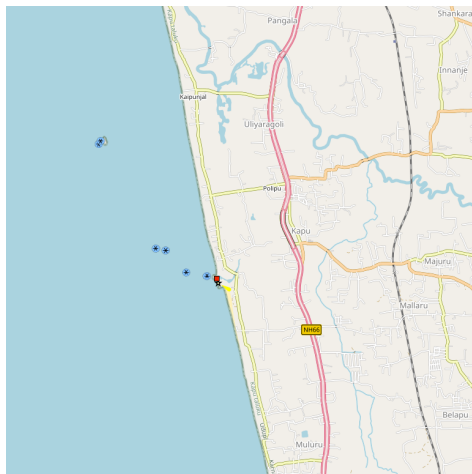 Pangala
Shankara
Innanje
Kaipunjal
Uliyaragoli
Polipu
Kapu
Majuru
Mallaru
NH66
Belapu
Muluru